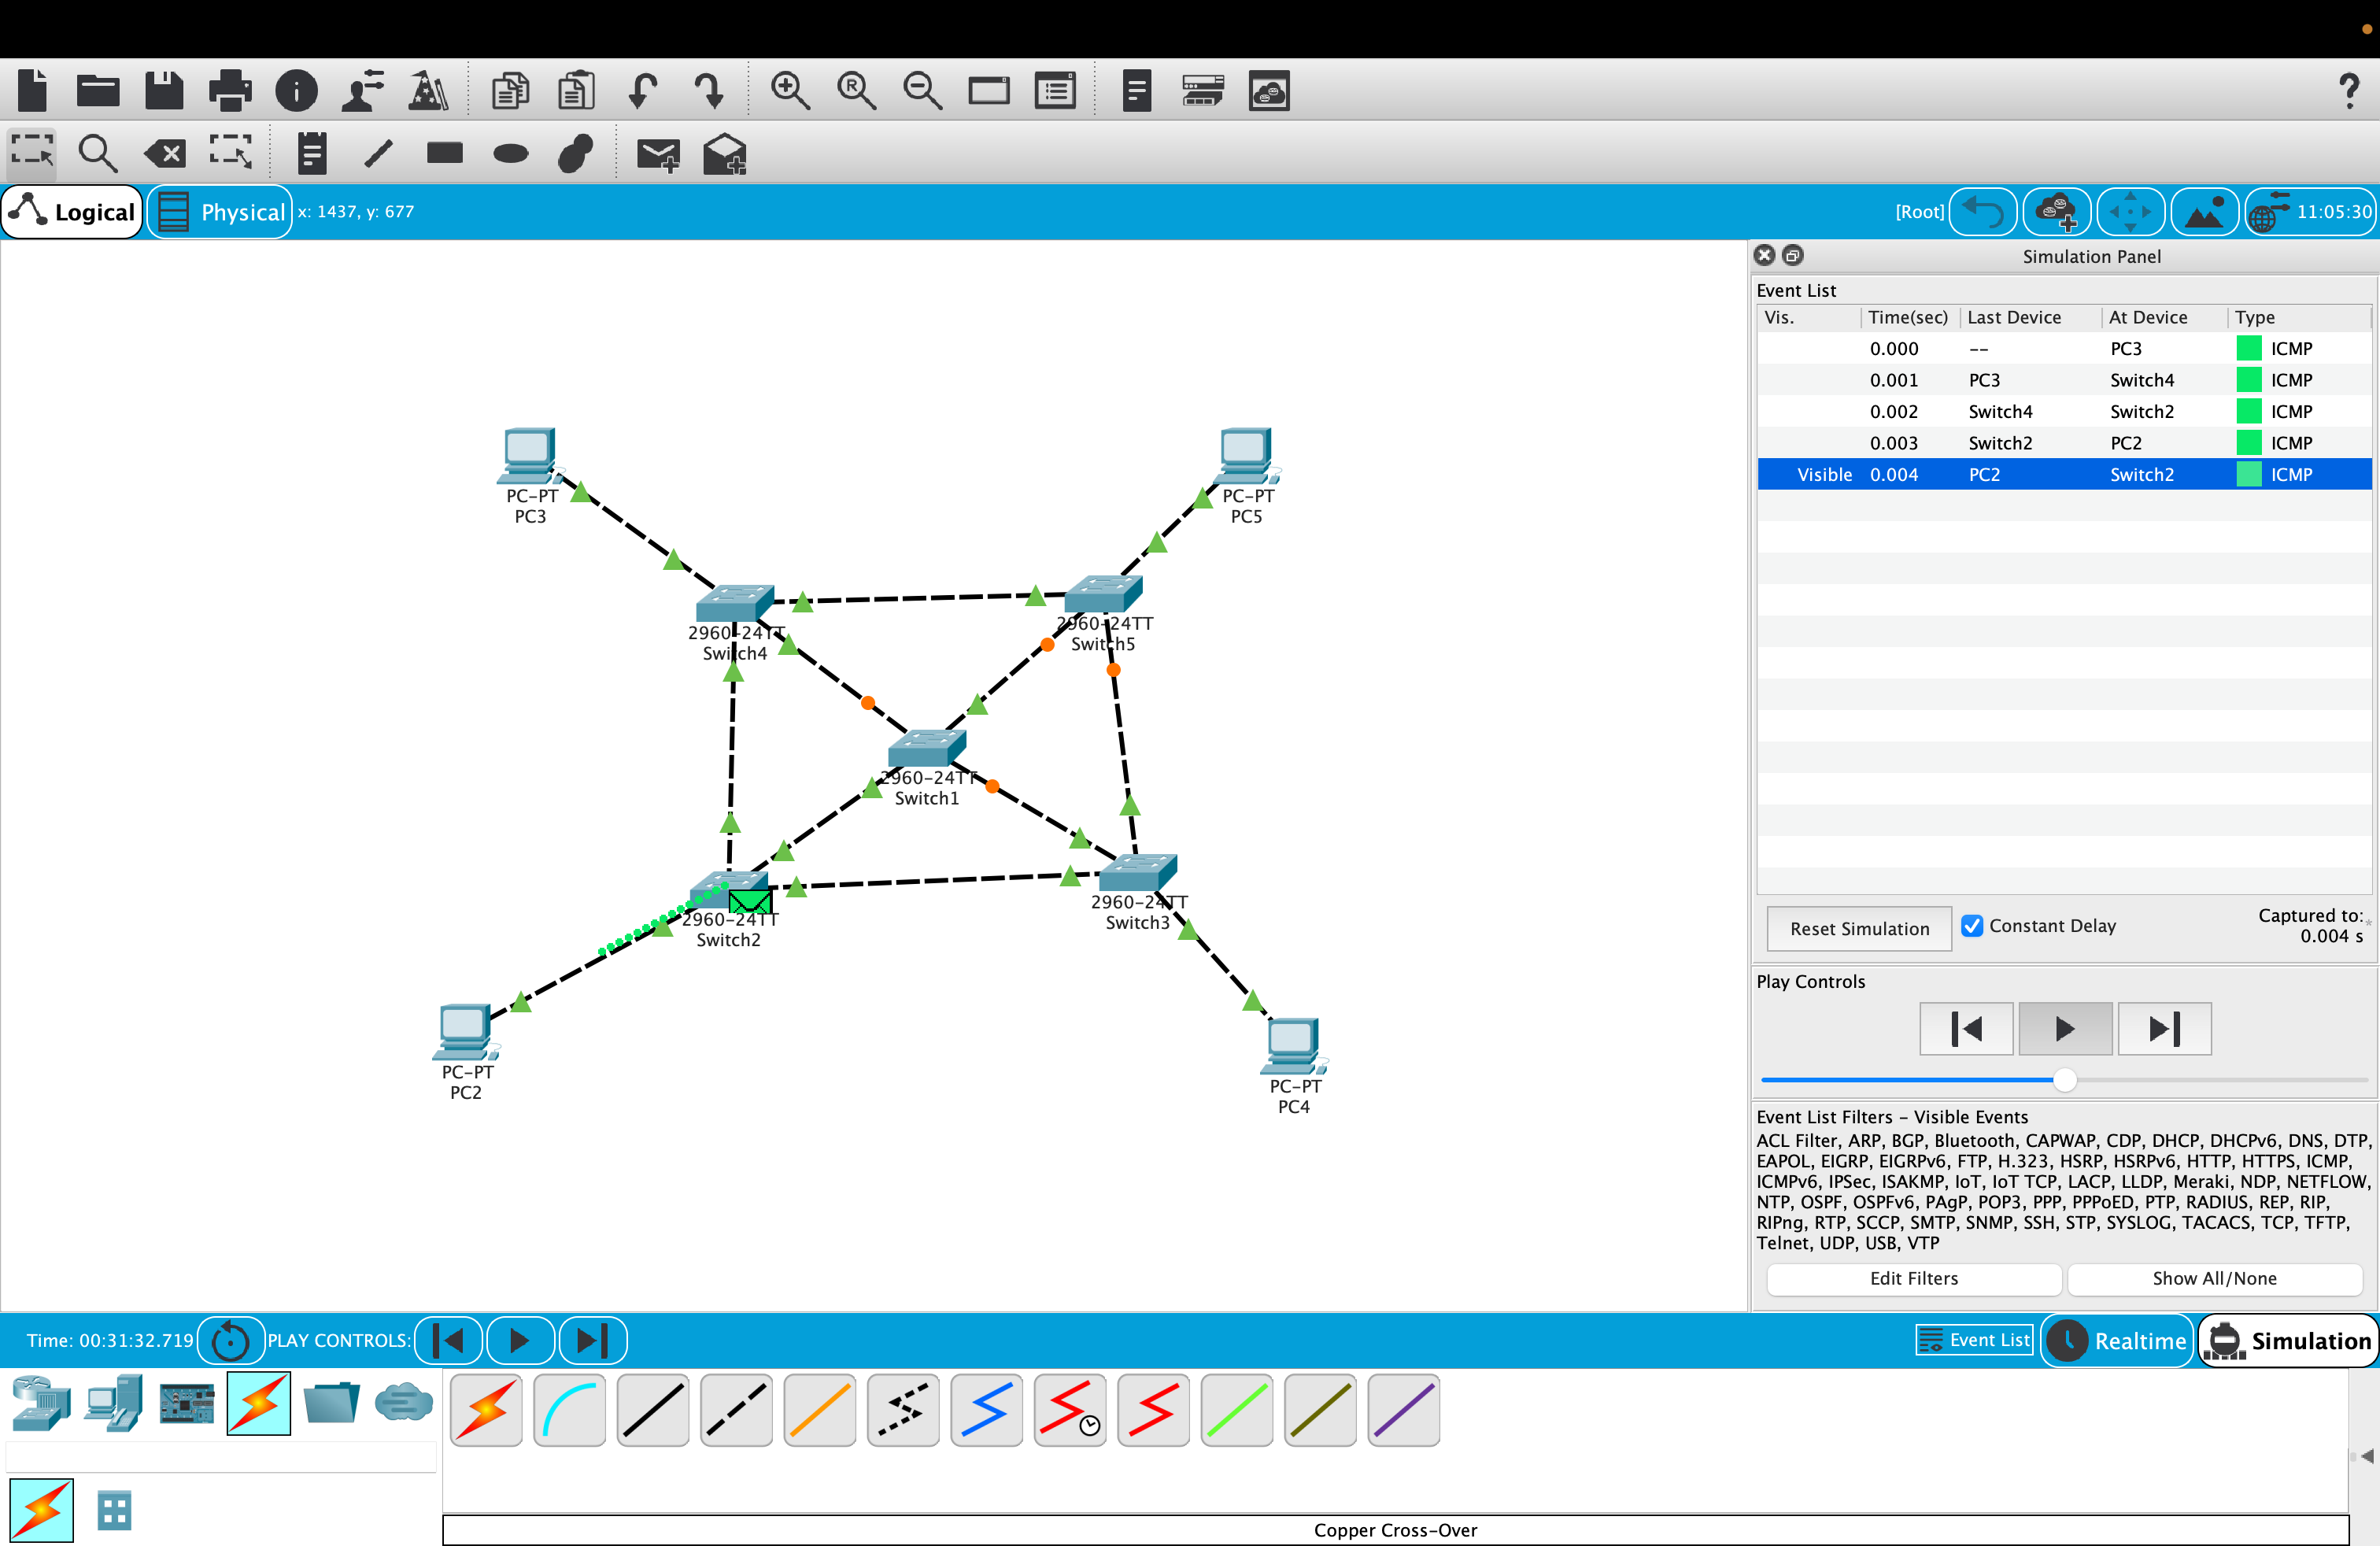 Logical
Physical
x: 1437, y: 677
[Root]
11:05:30
Simulation Panel
Event List
Vis. Time(sec) Last Device At Device Type
0.000 -- PC3 ICMP
0.001 PC3 Switch4 ICMP
0.002 Switch4 Switch2 ICMP
0.003 Switch2 PC2 ICMP
Visible 0.004 PC2 Switch2 ICMP
PC-PT
PC3
PC-PT
PC5
2960-24TT
Switch4
2960-24TT
Switch5
2960-24TT
Switch1
2960-24TT
Switch2
2960-24TT
Switch3
PC-PT
PC2
PC-PT
PC4
Reset Simulation
Constant Delay
Captured to:
0.004 s
*
Play Controls
Event List Filters - Visible Events
ACL Filter, ARP, BGP, Bluetooth, CAPWAP, CDP, DHCP, DHCPv6, DNS, DTP,
EAPOL, EIGRP, EIGRPv6, FTP, H.323, HSRP, HSRPv6, HTTP, HTTPS, ICMP,
ICMPv6, IPSec, ISAKMP, IoT, IoT TCP, LACP, LLDP, Meraki, NDP, NETFLOW,
NTP, OSPF, OSPFv6, PAgP, POP3, PPP, PPPoED, PTP, RADIUS, REP, RIP,
RIPng, RTP, SCCP, SMTP, SNMP, SSH, STP, SYSLOG, TACACS, TCP, TFTP,
Telnet, UDP, USB, VTP
Edit Filters
Show All/None
Time: 00:31:32.719
PLAY CONTROLS:
Event List
Realtime
Simulation
Copper Cross-Over